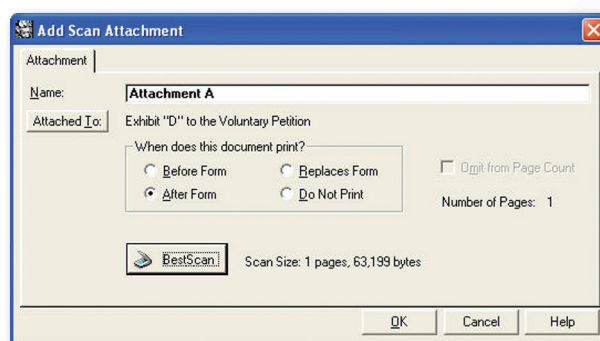 Add Scan Attachment
Attachment
Name: Attachment A
Attached To: Exhibit "D" to the Voluntary Petition
When does this document print?
Before Form Replaces Form Omit from Page Count
After Form Do Not Print Number of Pages: 1
BestScan Scan Size: 1 pages, 63,199 bytes
OK Cancel Help